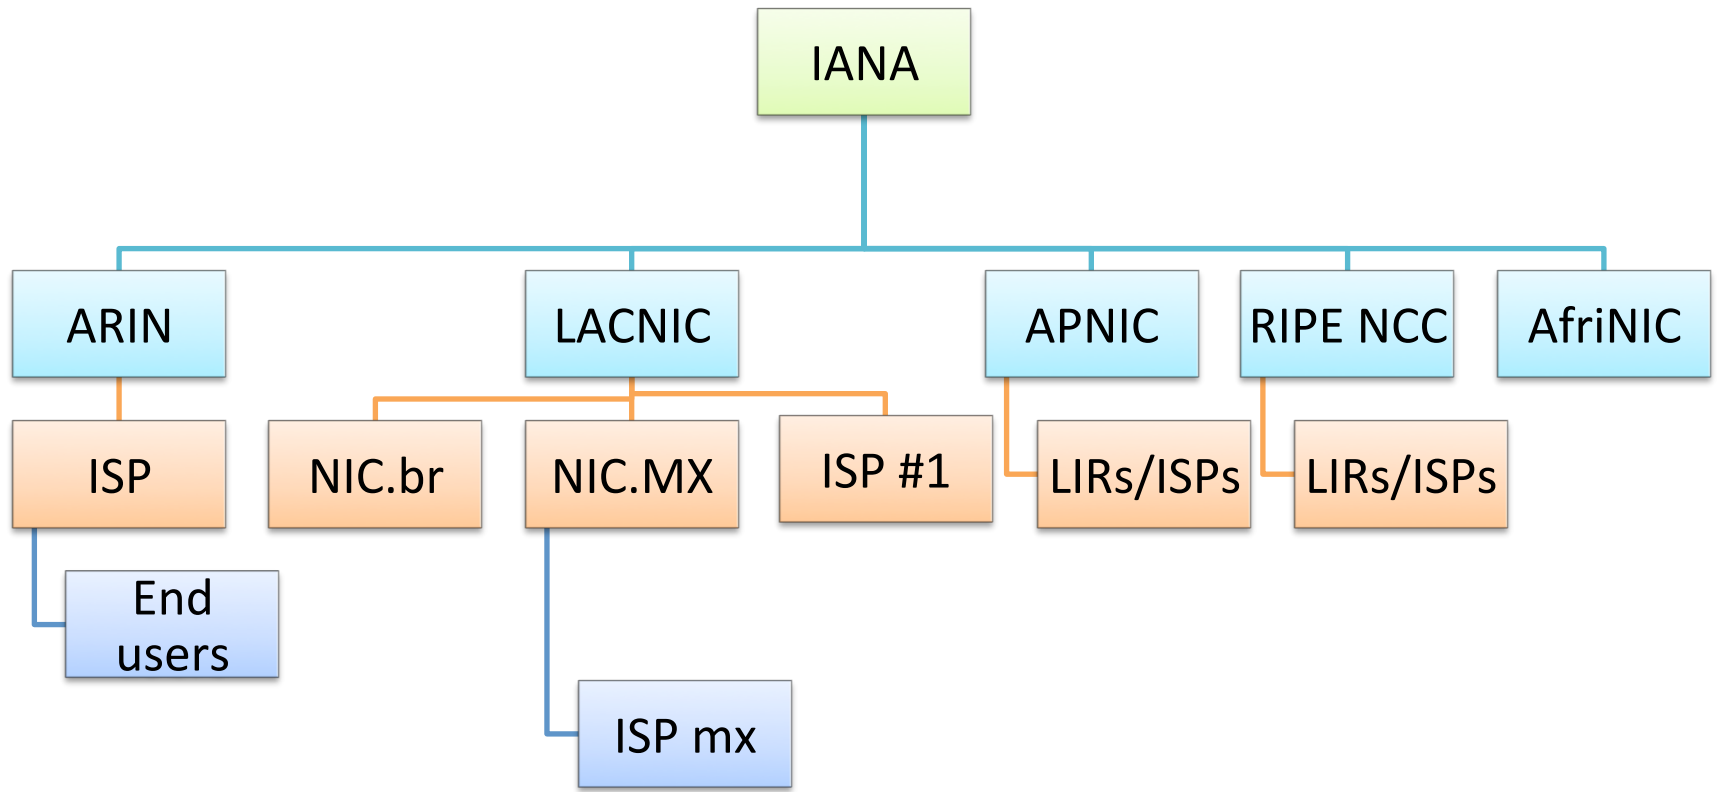 IANA
ARIN
LACNIC
APNIC
RIPE NCC
AfriNIC
ISP
NIC.br
NIC.MX
ISP #1
LIRs/ISPs
LIRs/ISPs
End
users
ISP mx